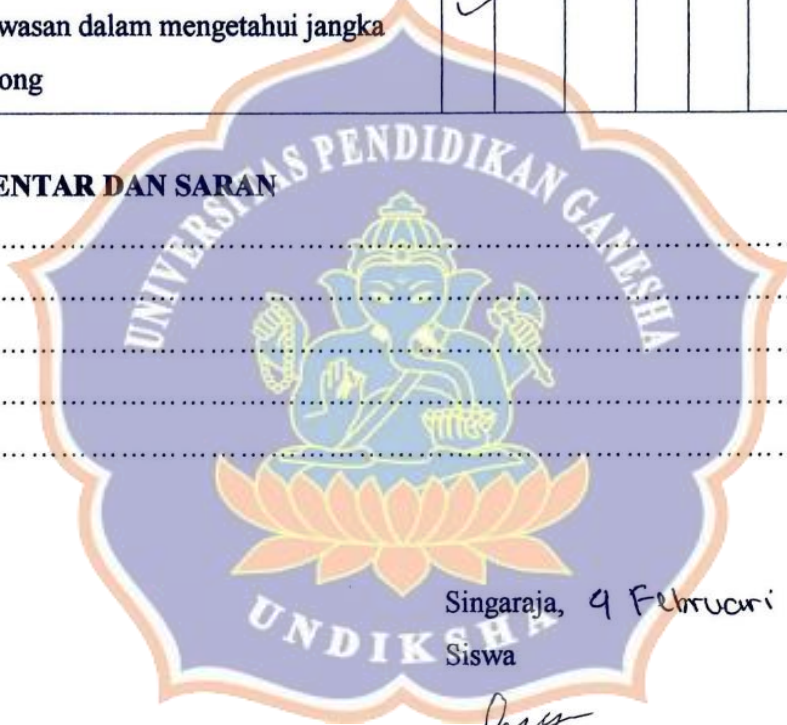 wasan dalam mengetahui jangka
ong
ENTAR DAN SARAN
UNIVERSITAS PENDIDIKAN GANESHA
Singaraja, 9 Februari
Siswa
UNDIKSHA